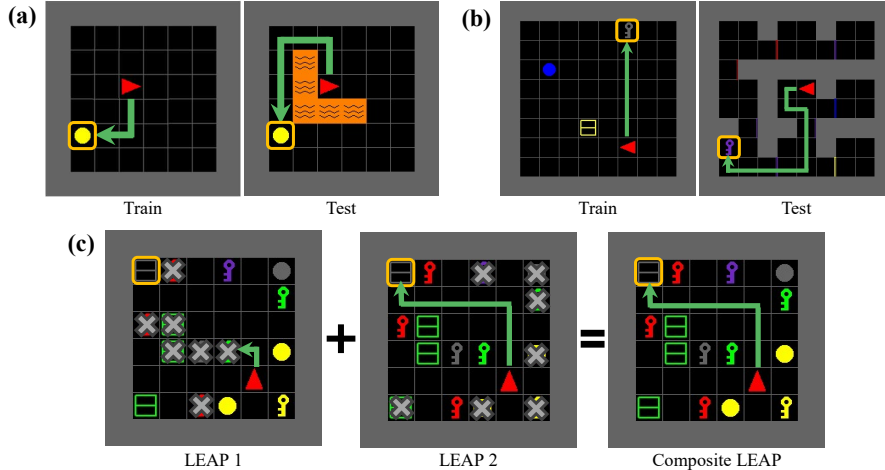 (a)
Train
Test
(b)
Train
Test
(c)
LEAP 1
+
LEAP 2
=
Composite LEAP